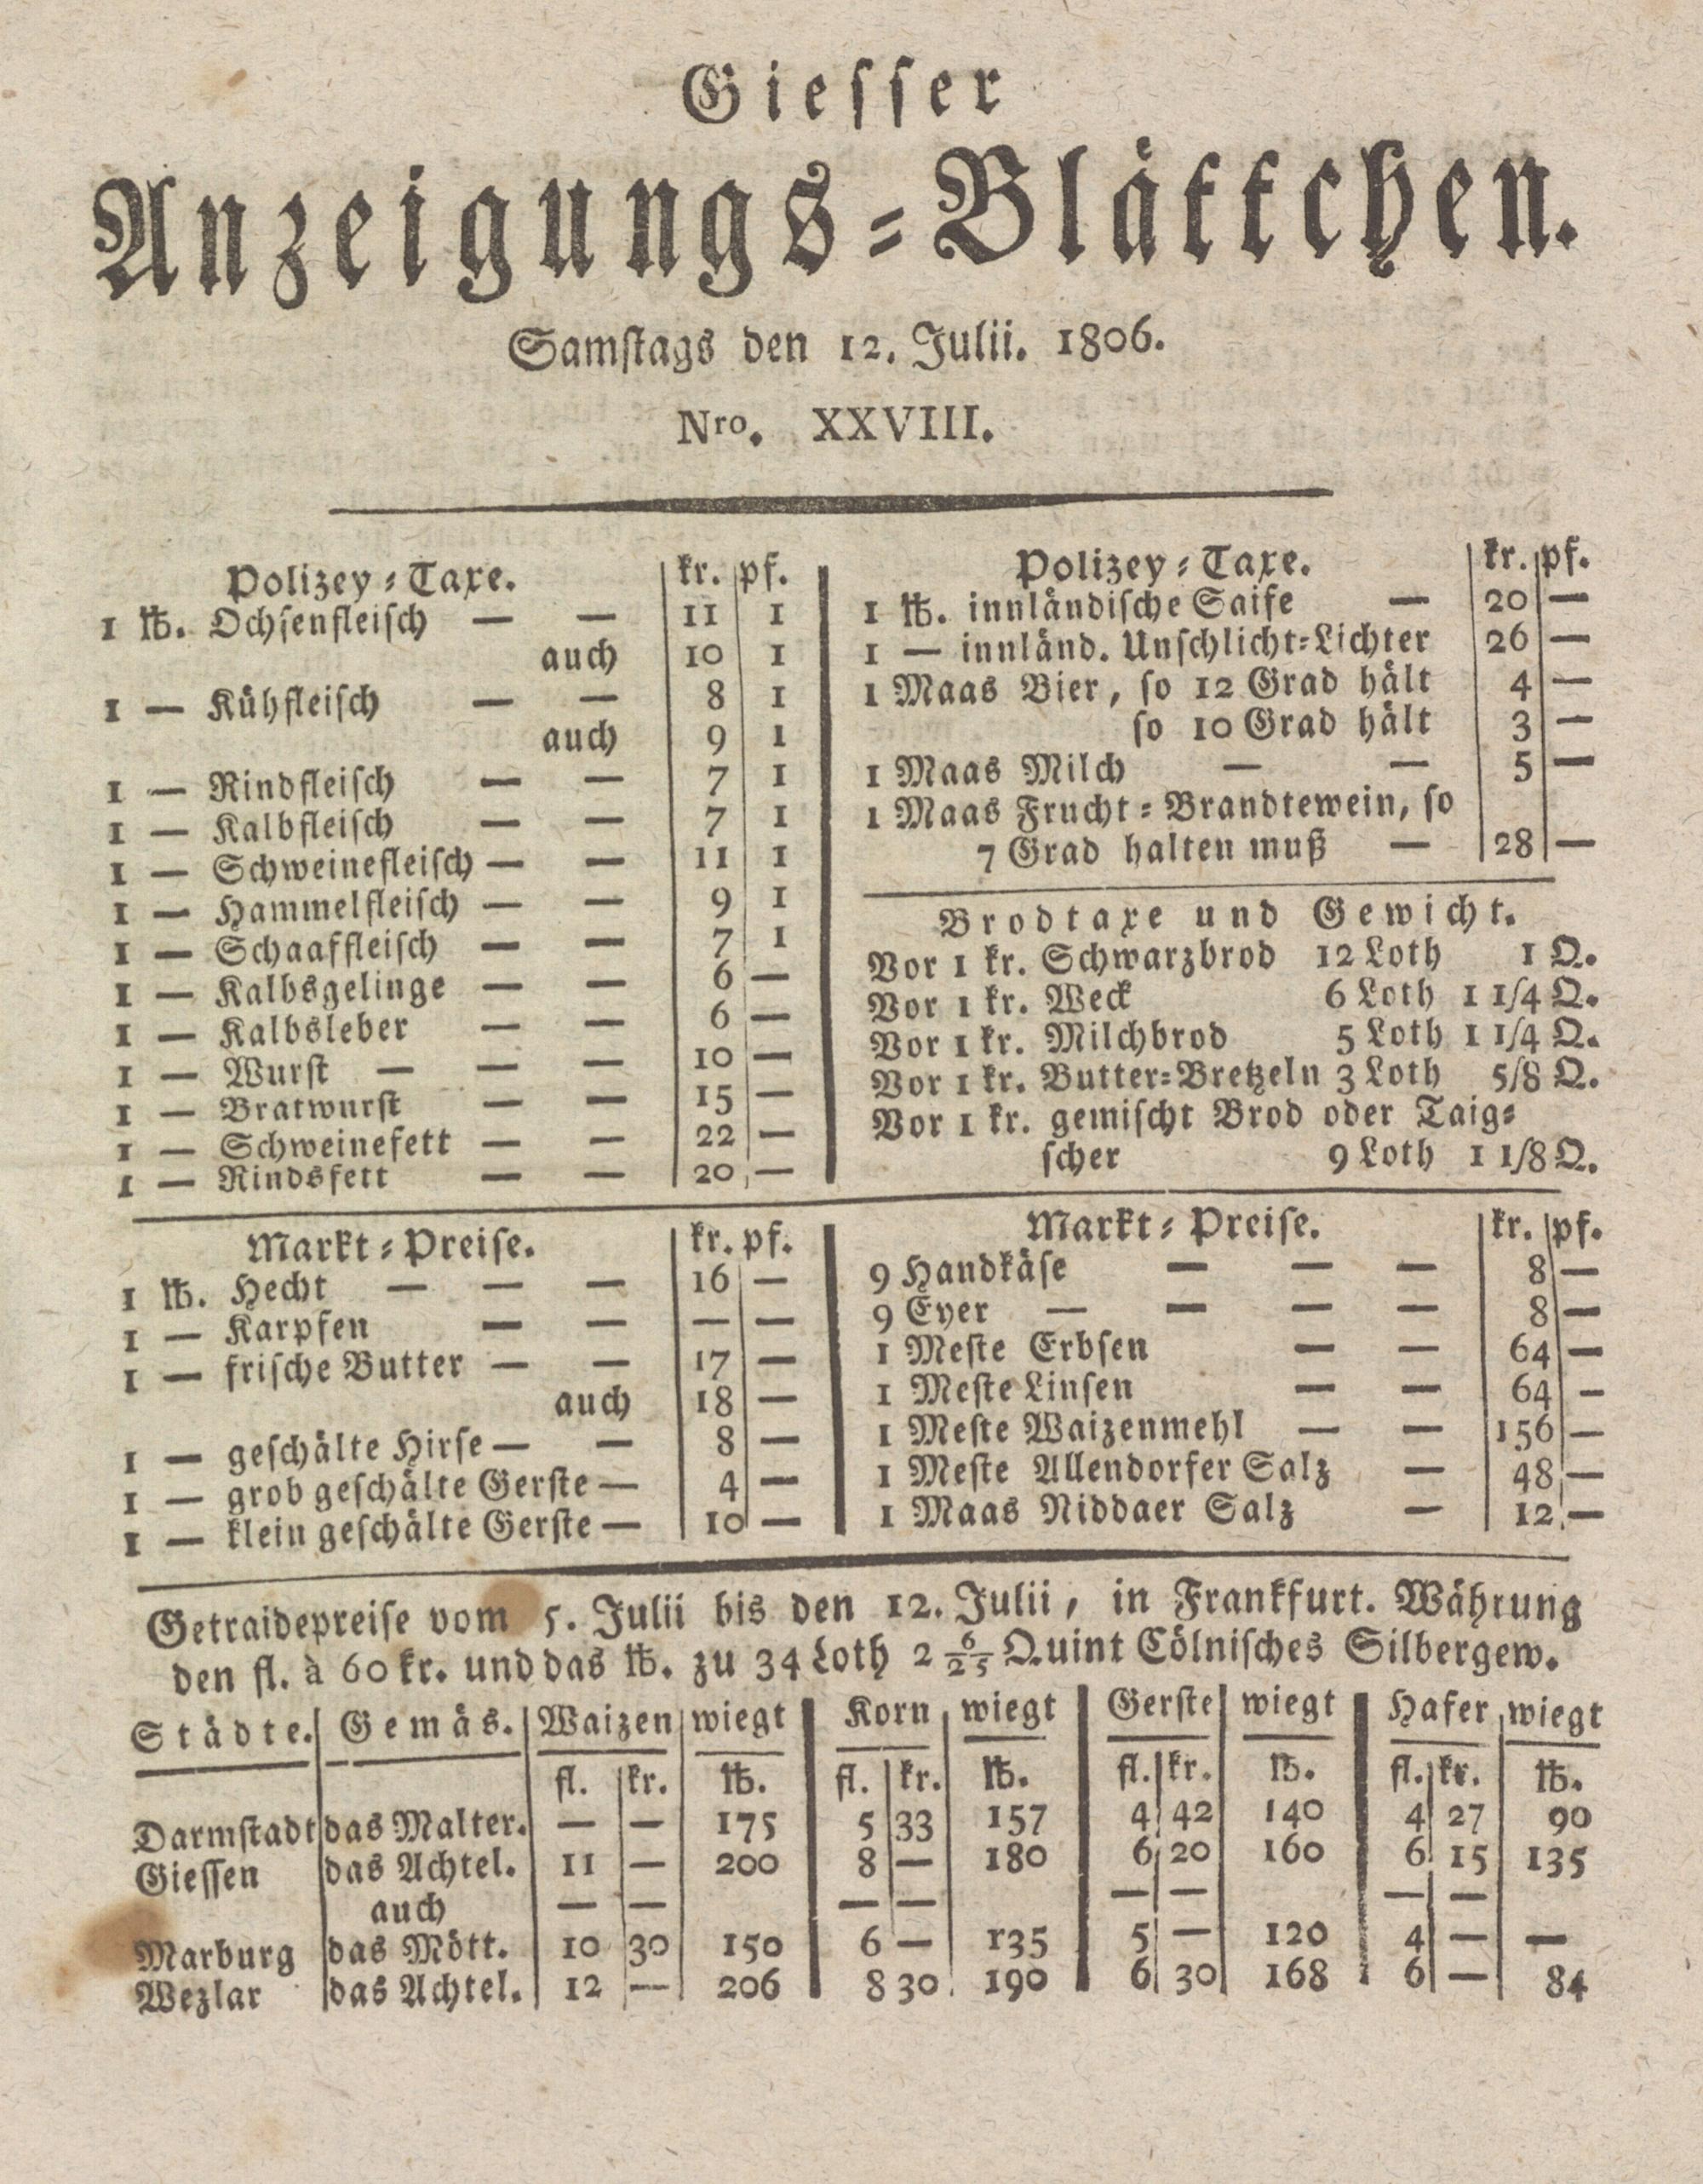 Giesser
Anzeigungs-Blättchen.
Samstags den 12. Julii. 1806.
Nro. XXVIII.
Polizey-Taxe. kr. pf.
1 ℔. Ochsenfleisch — — 11 1
auch 10 1
1 — Kühfleisch — — 8 1
auch 9 1
1 — Rindfleisch — — 7 1
1 — Kalbfleisch — — 7 1
1 — Schweinefleisch — — 11 1
1 — Hammelfleisch — — 9 1
1 — Schaaffleisch — — 7 1
1 — Kalbsgelinge — — 6 —
1 — Kalbsleber — — 6 —
1 — Wurst — — — 10 —
1 — Bratwurst — — 15 —
1 — Schweinefett — — 22 —
1 — Rindsfett — — 20 —
Polizey-Taxe. kr. pf.
1 ℔. innländische Saife — 20 —
1 — innländ. Unschlicht-Lichter 26 —
1 Maas Bier, so 12 Grad hält 4 —
so 10 Grad hält 3 —
1 Maas Milch — — 5 —
1 Maas Frucht-Brandtewein, so
7 Grad halten muß — 28 —
Brodtaxe und Gewicht.
Vor 1 kr. Schwarzbrod 12 Loth 1 Q.
Vor 1 kr. Weck 6 Loth 1 1/4 Q.
Vor 1 kr. Milchbrod 5 Loth 1 1/4 Q.
Vor 1 kr. Butter-Bretzeln 3 Loth 5/8 Q.
Vor 1 kr. gemischt Brod oder Taig-
scher 9 Loth 1 1/8 Q.
Markt-Preise. kr. pf.
1 ℔. Hecht — — — 16 —
1 — Karpfen — — — —
1 — frische Butter — — 17 —
auch 18 —
1 — geschälte Hirse — — 8 —
1 — grob geschälte Gerste — 4 —
1 — klein geschälte Gerste — 10 —
Markt-Preise. kr. pf.
9 Handkäse — — — 8 —
9 Eyer — — — — 8 —
1 Meste Erbsen — — 64 —
1 Meste Linsen — — 64 —
1 Meste Waizenmehl — — 156 —
1 Meste Allendorfer Salz — 48 —
1 Maas Niddaer Salz — 12 —
Getraidepreise vom 5. Julii bis den 12. Julii, in Frankfurt. Währung
den fl. à 60 kr. und das ℔. zu 34 Loth 2 6/25 Quint Cölnisches Silbergew.
Städte. Gemäs. Waizen wiegt Korn wiegt Gerste wiegt Hafer wiegt
fl. kr. ℔. fl. kr. ℔. fl. kr. ℔. fl. kr. ℔.
Darmstadt das Malter. — — 175 5 33 157 4 42 140 4 27 90
Giessen das Achtel. 11 — 200 8 — 180 6 20 160 6 15 135
auch — — — — — — — —
Marburg das Mött. 10 30 150 6 — 135 5 — 120 4 — —
Wezlar das Achtel. 12 — 206 8 30 190 6 30 168 6 — 84